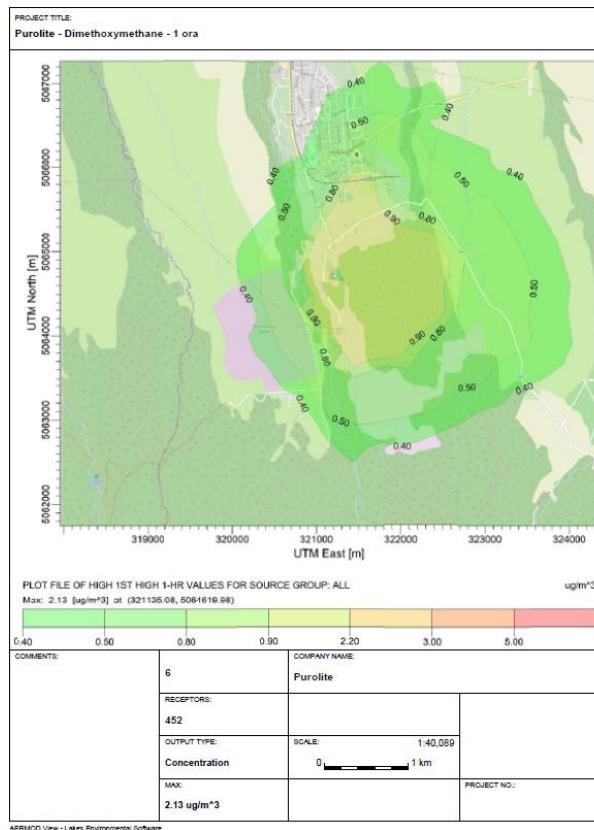 PROJECT TITLE:
Purolite - Dimethoxymethane - 1 ora
UTM North [m]
5067000
5066000
5065000
5064000
5063000
5062000
0.40
0.40
0.50
0.40
0.40
0.50
0.80
0.50
0.90
0.80
0.40
0.50
0.90
0.80
0.80
0.90
0.50
0.40
0.40
0.50
0.40
319000 320000 321000 322000 323000 324000
UTM East [m]
PLOT FILE OF HIGH 1ST HIGH 1-HR VALUES FOR SOURCE GROUP: ALL
ug/m^3
Max: 2.13 [ug/m^3] at (321135.08, 5064619.98)
0.40 0.50 0.80 0.90 2.20 3.00 5.00
COMMENTS:
6
COMPANY NAME:
Purolite
RECEPTORS:
452
OUTPUT TYPE:
Concentration
SCALE: 1:40,089
0 1 km
MAX:
2.13 ug/m^3
PROJECT NO.:
AERMOD View - Lakes Environmental Software